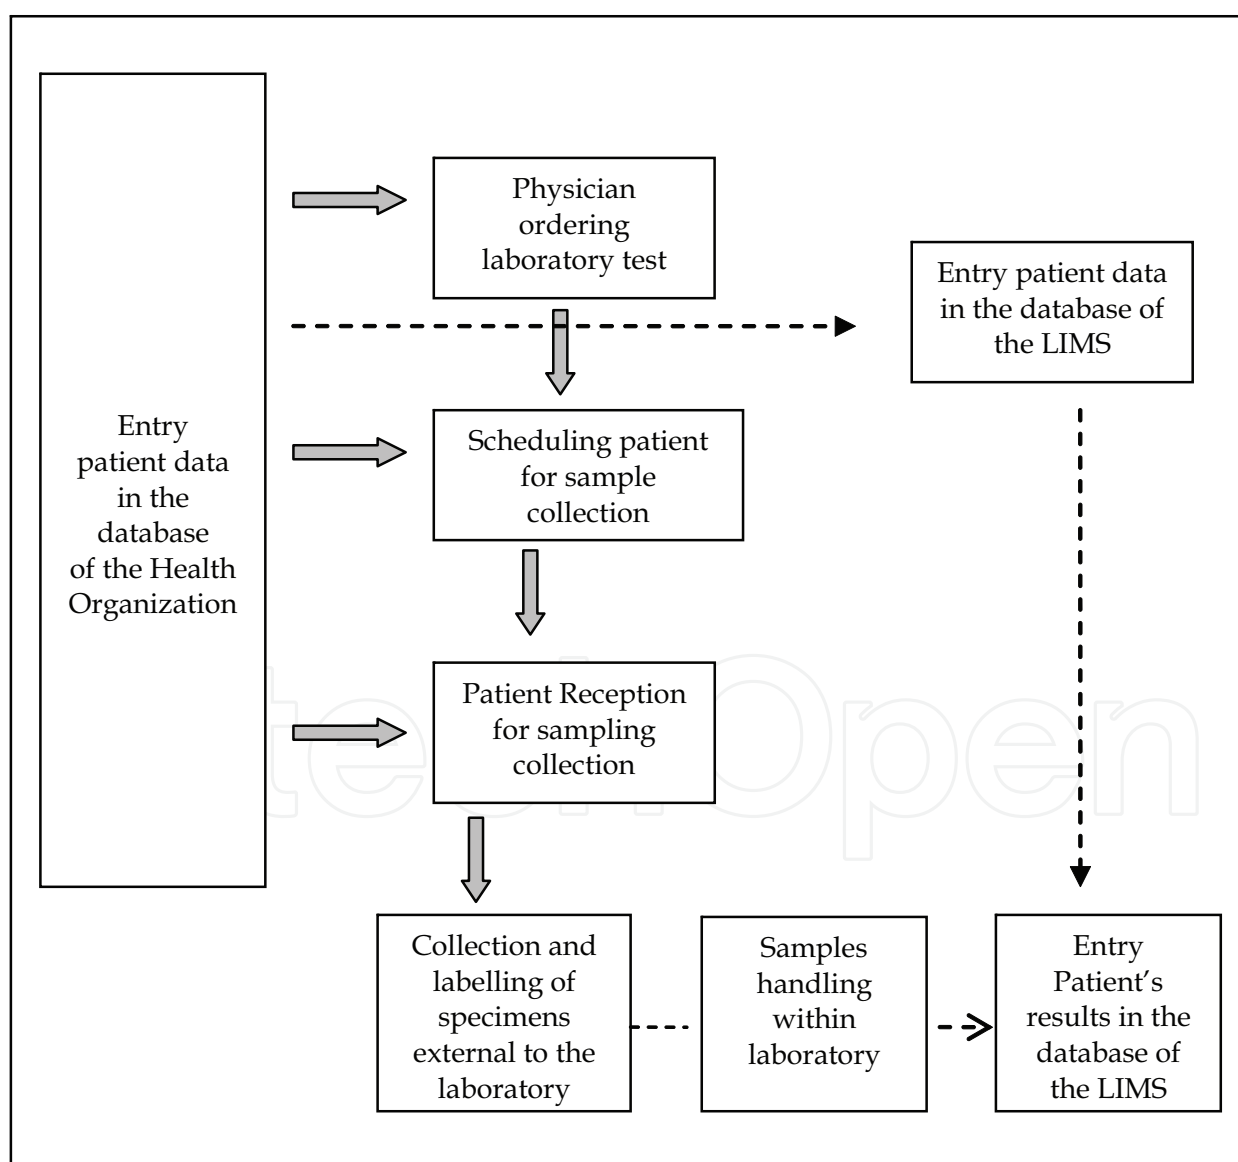 Physician
ordering
laboratory test
Entry patient data
in the database of
the LIMS
Entry
patient data
in the
database
of the Health
Organization
Scheduling patient
for sample
collection
Patient Reception
for sampling
collection
Collection and
labelling of
specimens
external to the
laboratory
Samples
handling
within
laboratory
Entry
Patient’s
results in the
database of
the LIMS